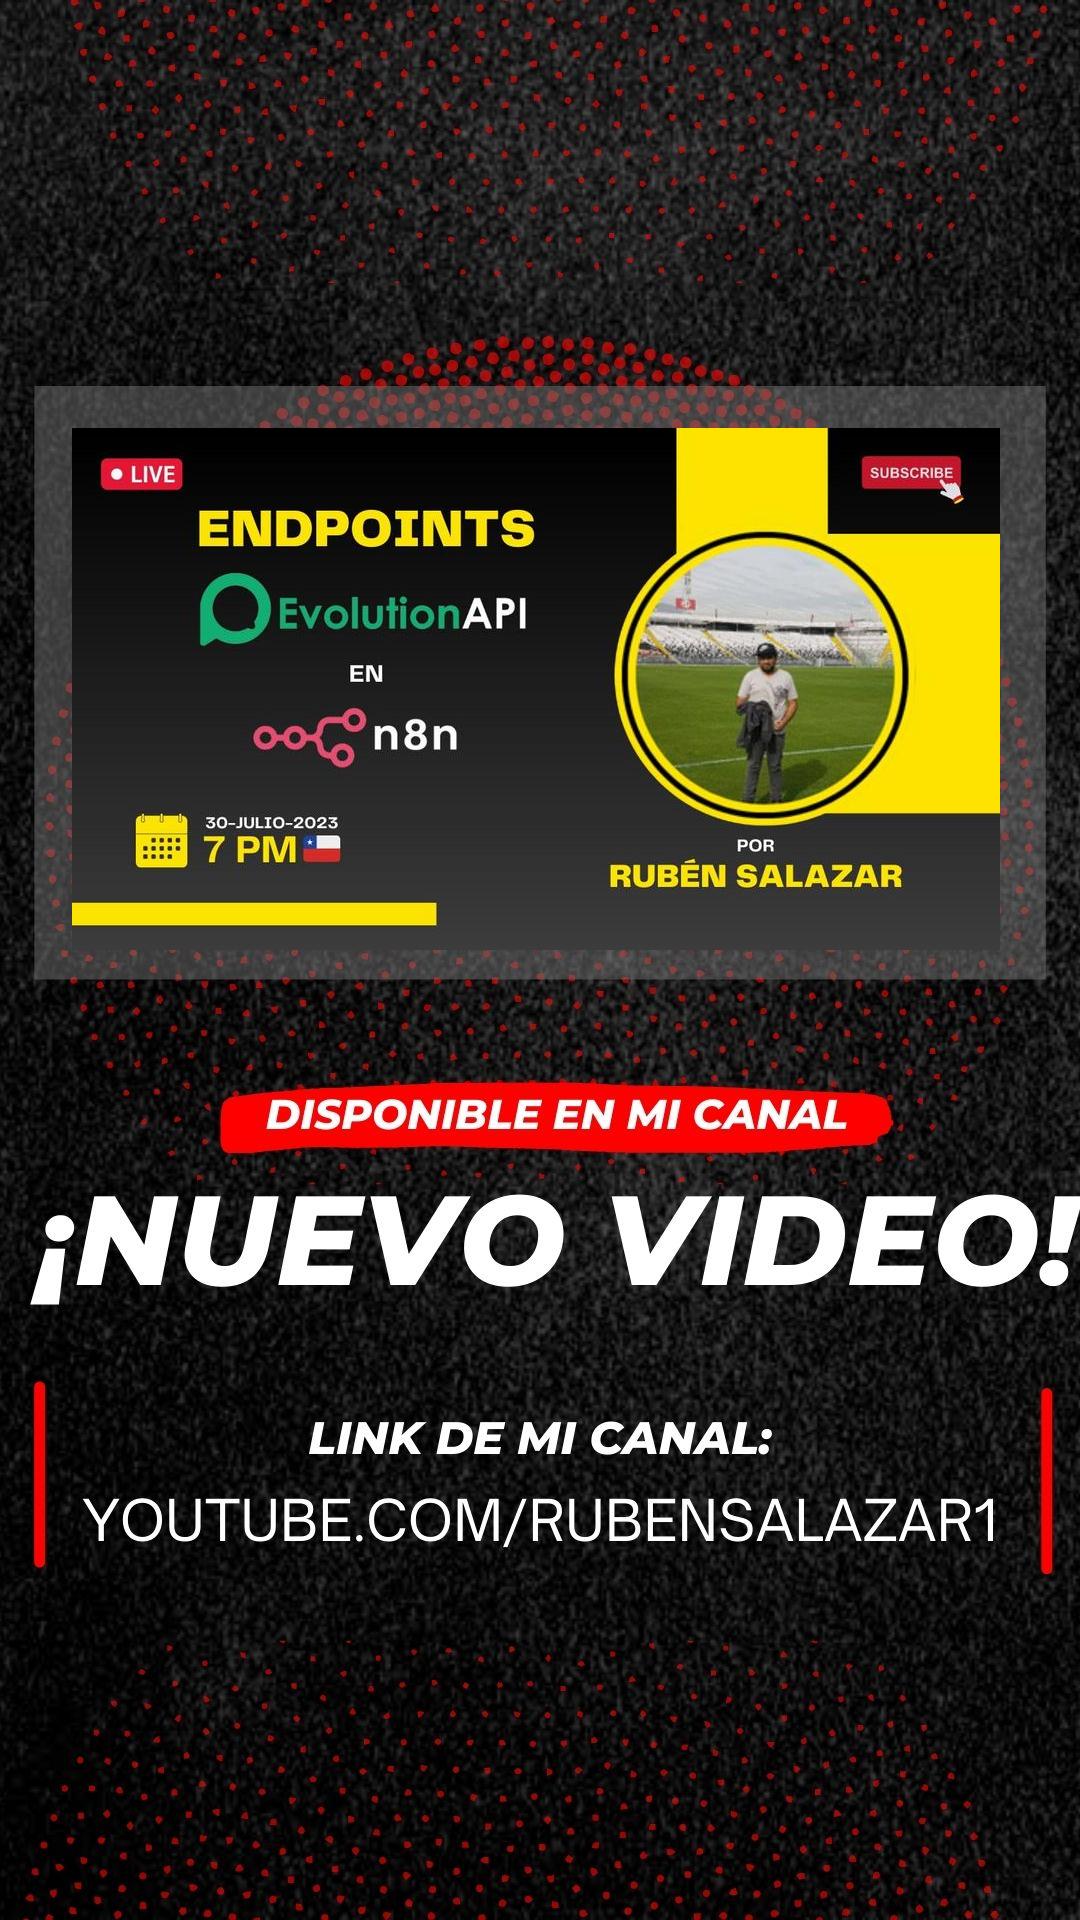 LIVE
SUBSCRIBE
ENDPOINTS
EvolutionAPI
EN
n8n
30-JULIO-2023
7 PM
POR
RUBÉN SALAZAR
DISPONIBLE EN MI CANAL
¡NUEVO VIDEO!
LINK DE MI CANAL:
YOUTUBE.COM/RUBENSALAZAR1